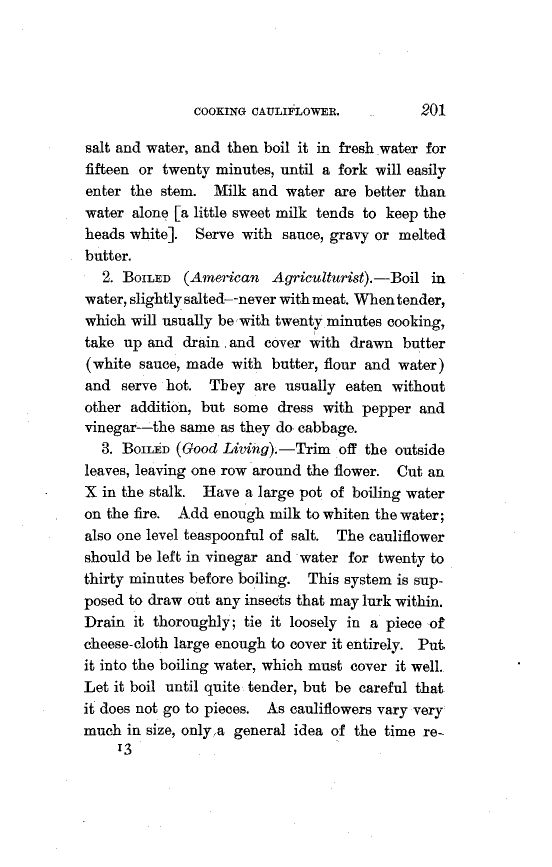 COOKING CAULIFLOWER. 201
salt and water, and then boil it in fresh water for
fifteen or twenty minutes, until a fork will easily
enter the stem. Milk and water are better than
water alone [a little sweet milk tends to keep the
heads white]. Serve with sauce, gravy or melted
butter.
2. BOILED (American Agriculturist).—Boil in
water, slightly salted—never with meat. When tender,
which will usually be with twenty minutes cooking,
take up and drain and cover with drawn butter
(white sauce, made with butter, flour and water)
and serve hot. They are usually eaten without
other addition, but some dress with pepper and
vinegar—the same as they do cabbage.
3. BOILED (Good Living).—Trim off the outside
leaves, leaving one row around the flower. Cut an
X in the stalk. Have a large pot of boiling water
on the fire. Add enough milk to whiten the water;
also one level teaspoonful of salt. The cauliflower
should be left in vinegar and water for twenty to
thirty minutes before boiling. This system is sup-
posed to draw out any insects that may lurk within.
Drain it thoroughly; tie it loosely in a piece of
cheese-cloth large enough to cover it entirely. Put
it into the boiling water, which must cover it well.
Let it boil until quite tender, but be careful that
it does not go to pieces. As cauliflowers vary very
much in size, only a general idea of the time re-
13